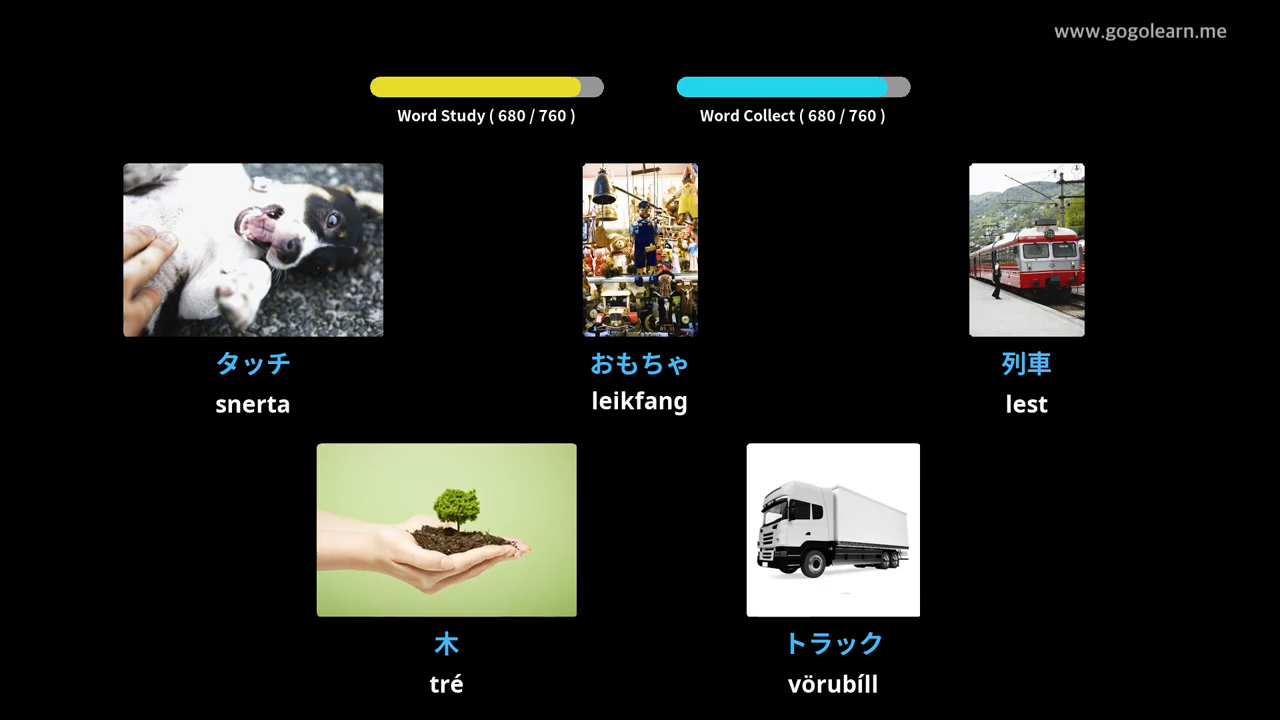 www.gogolearn.me
Word Study ( 680 / 760 )
Word Collect ( 680 / 760 )
タッチ
snerta
おもちゃ
leikfang
列車
lest
木
tré
トラック
vörubíll